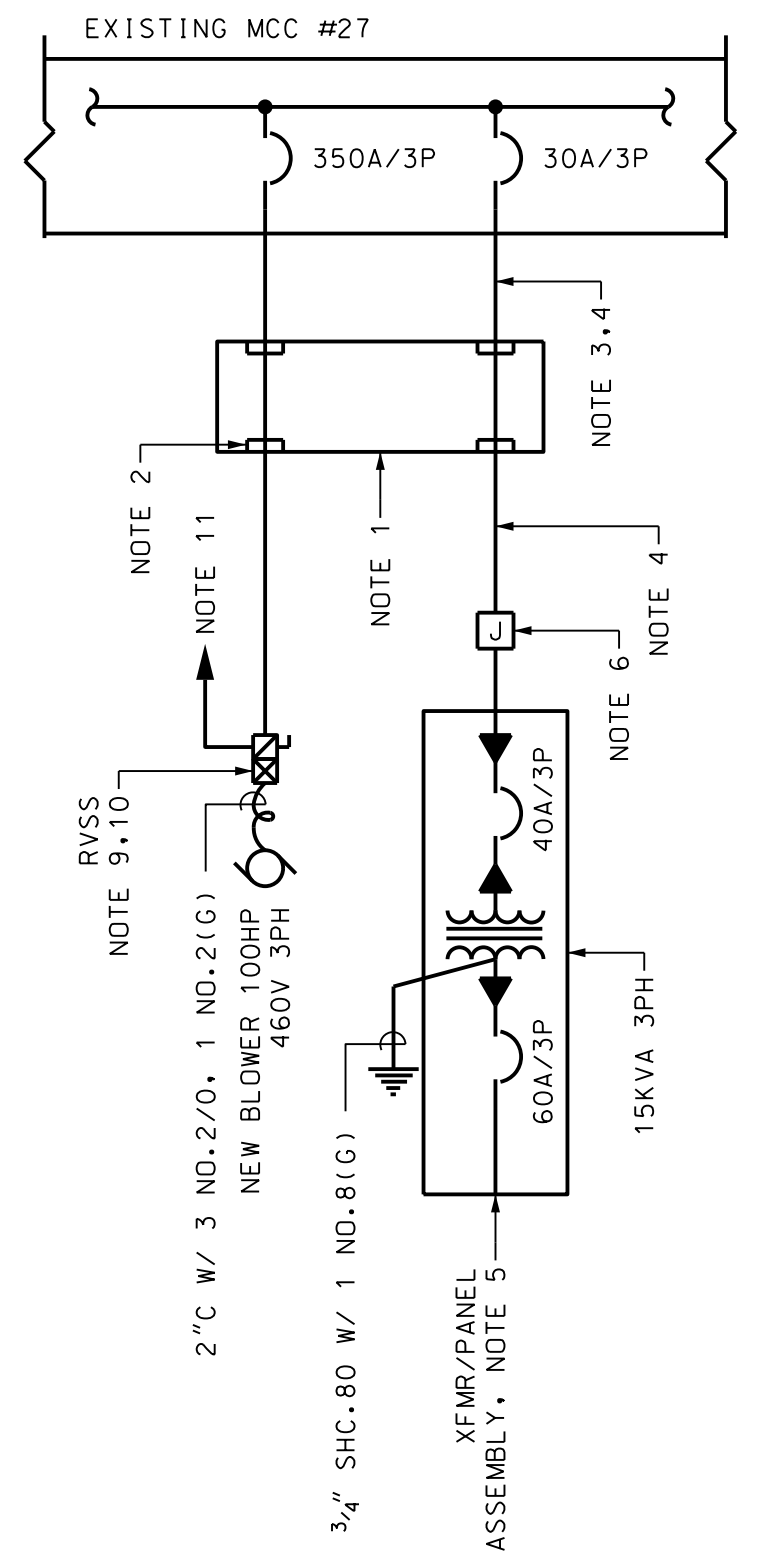 EXISTING MCC #27
350A/3P
30A/3P
NOTE 3,4
NOTE 2
NOTE 11
NOTE 1
NOTE 4
J
NOTE 6
RVSS
NOTE 9,10
40A/3P
2"C W/ 3 NO.2/0, 1 NO.2(G)
NEW BLOWER 100HP
460V 3PH
60A/3P
15KVA 3PH
3/4" SHC.80 W/ 1 NO.8(G)
XFMR/PANEL
ASSEMBLY, NOTE 5